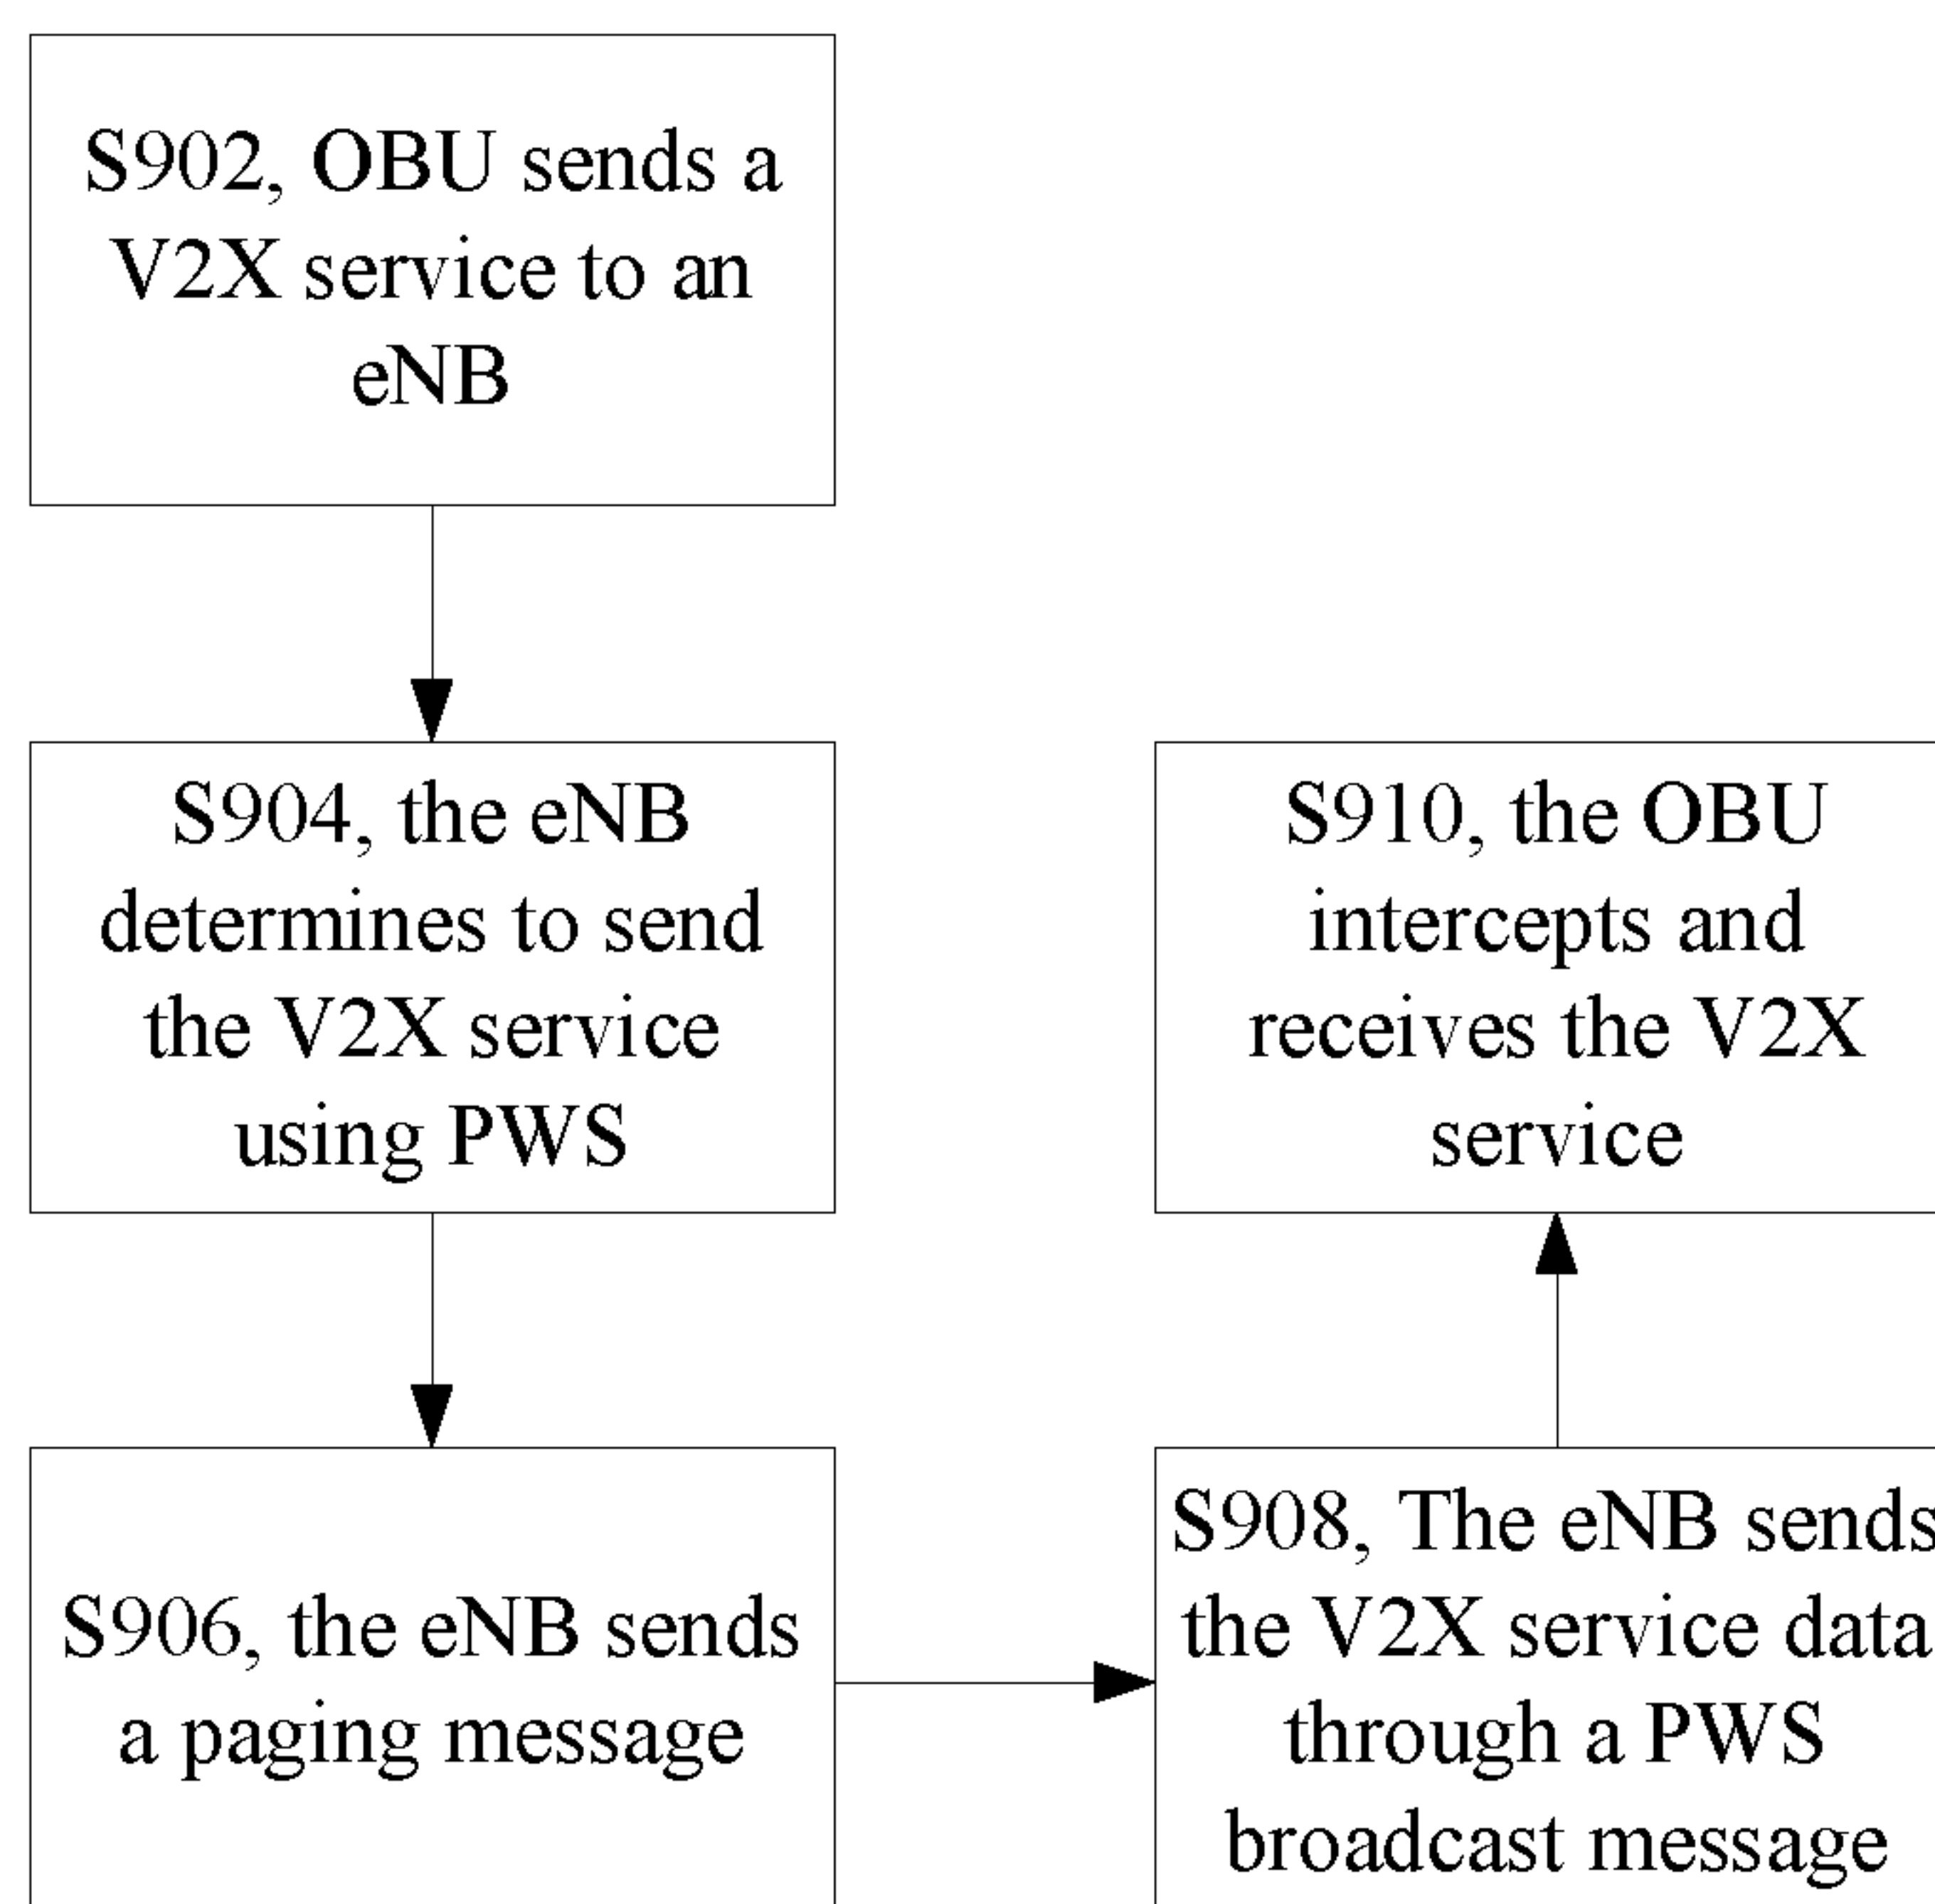 S902, OBU sends a
V2X service to an
eNB
S904, the eNB
determines to send
the V2X service
using PWS
S906, the eNB sends
a paging message
S908, The eNB sends
the V2X service data
through a PWS
broadcast message
S910, the OBU
intercepts and
receives the V2X
service